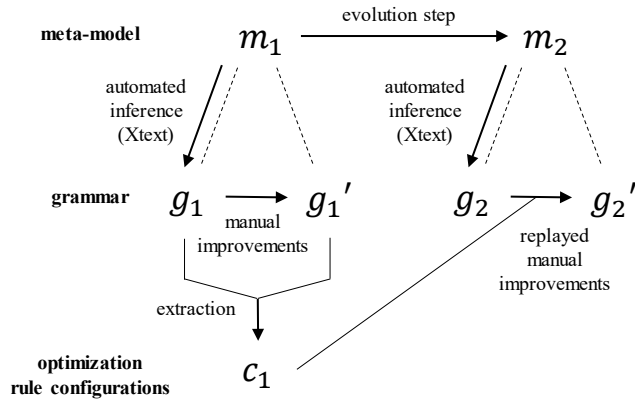 evolution step
meta-model
m₁
m₂
automated
inference
(Xtext)
automated
inference
(Xtext)
grammar
g₁
g₁′
g₂
g₂′
manual
improvements
replayed
manual
improvements
extraction
optimization
rule configurations
c₁